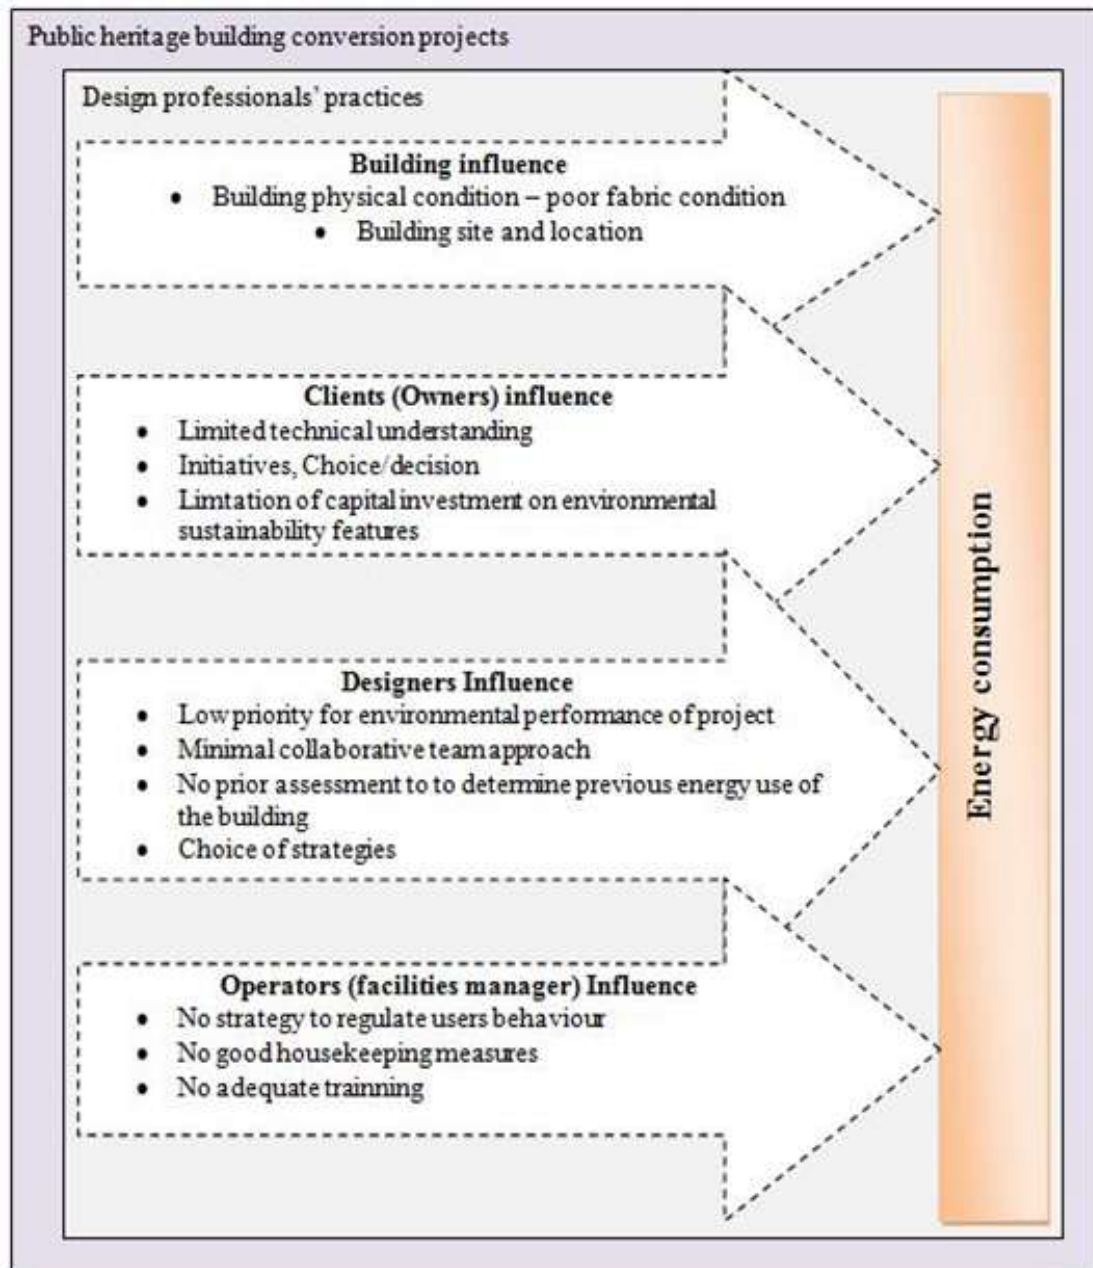 Public heritage building conversion projects
Design professionals' practices
Building influence
• Building physical condition – poor fabric condition
• Building site and location
Clients (Owners) influence
• Limited technical understanding
• Initiatives, Choice/decision
• Limtation of capital investment on environmental
sustainability features
Designers Influence
• Low priority for environmental performance of project
• Minimal collaborative team approach
• No prior assessment to to determine previous energy use of
the building
• Choice of strategies
Operators (facilities manager) Influence
• No strategy to regulate users behaviour
• No good housekeeping measures
• No adequate trainning
Energy consumption